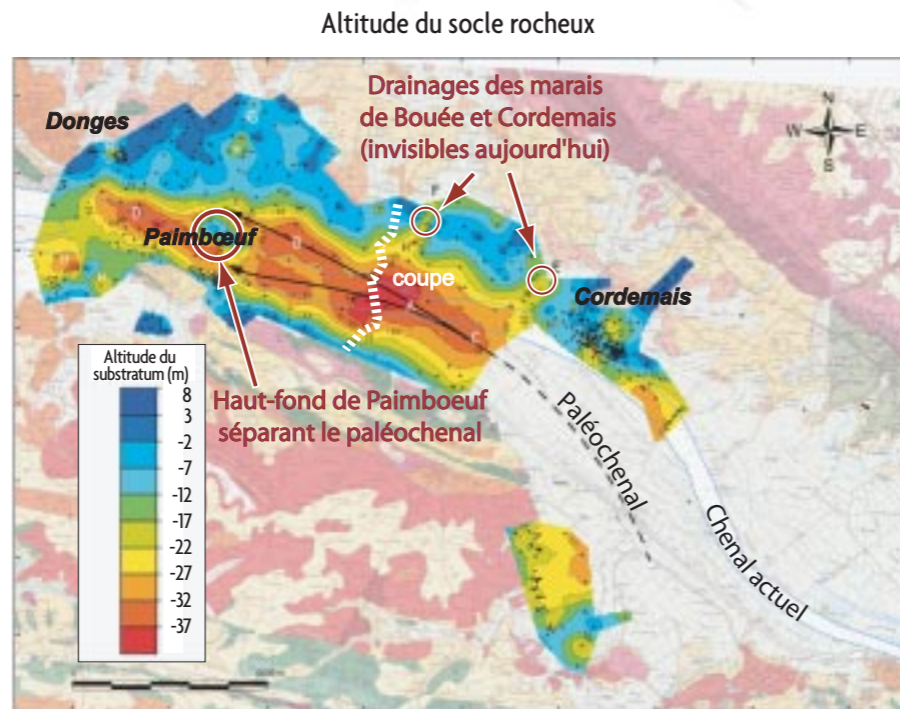 Altitude du socle rocheux
Donges
Drainages des marais
de Bouée et Cordemais
(invisibles aujourd'hui)
N
W
E
S
Paimbœuf
coupe
Cordemais
Altitude du
substratum (m)
8
3
-2
-7
-12
-17
-22
-27
-32
-37
Haut-fond de Paimboeuf
séparant le paléochenal
Paléochenal
Chenal actuel